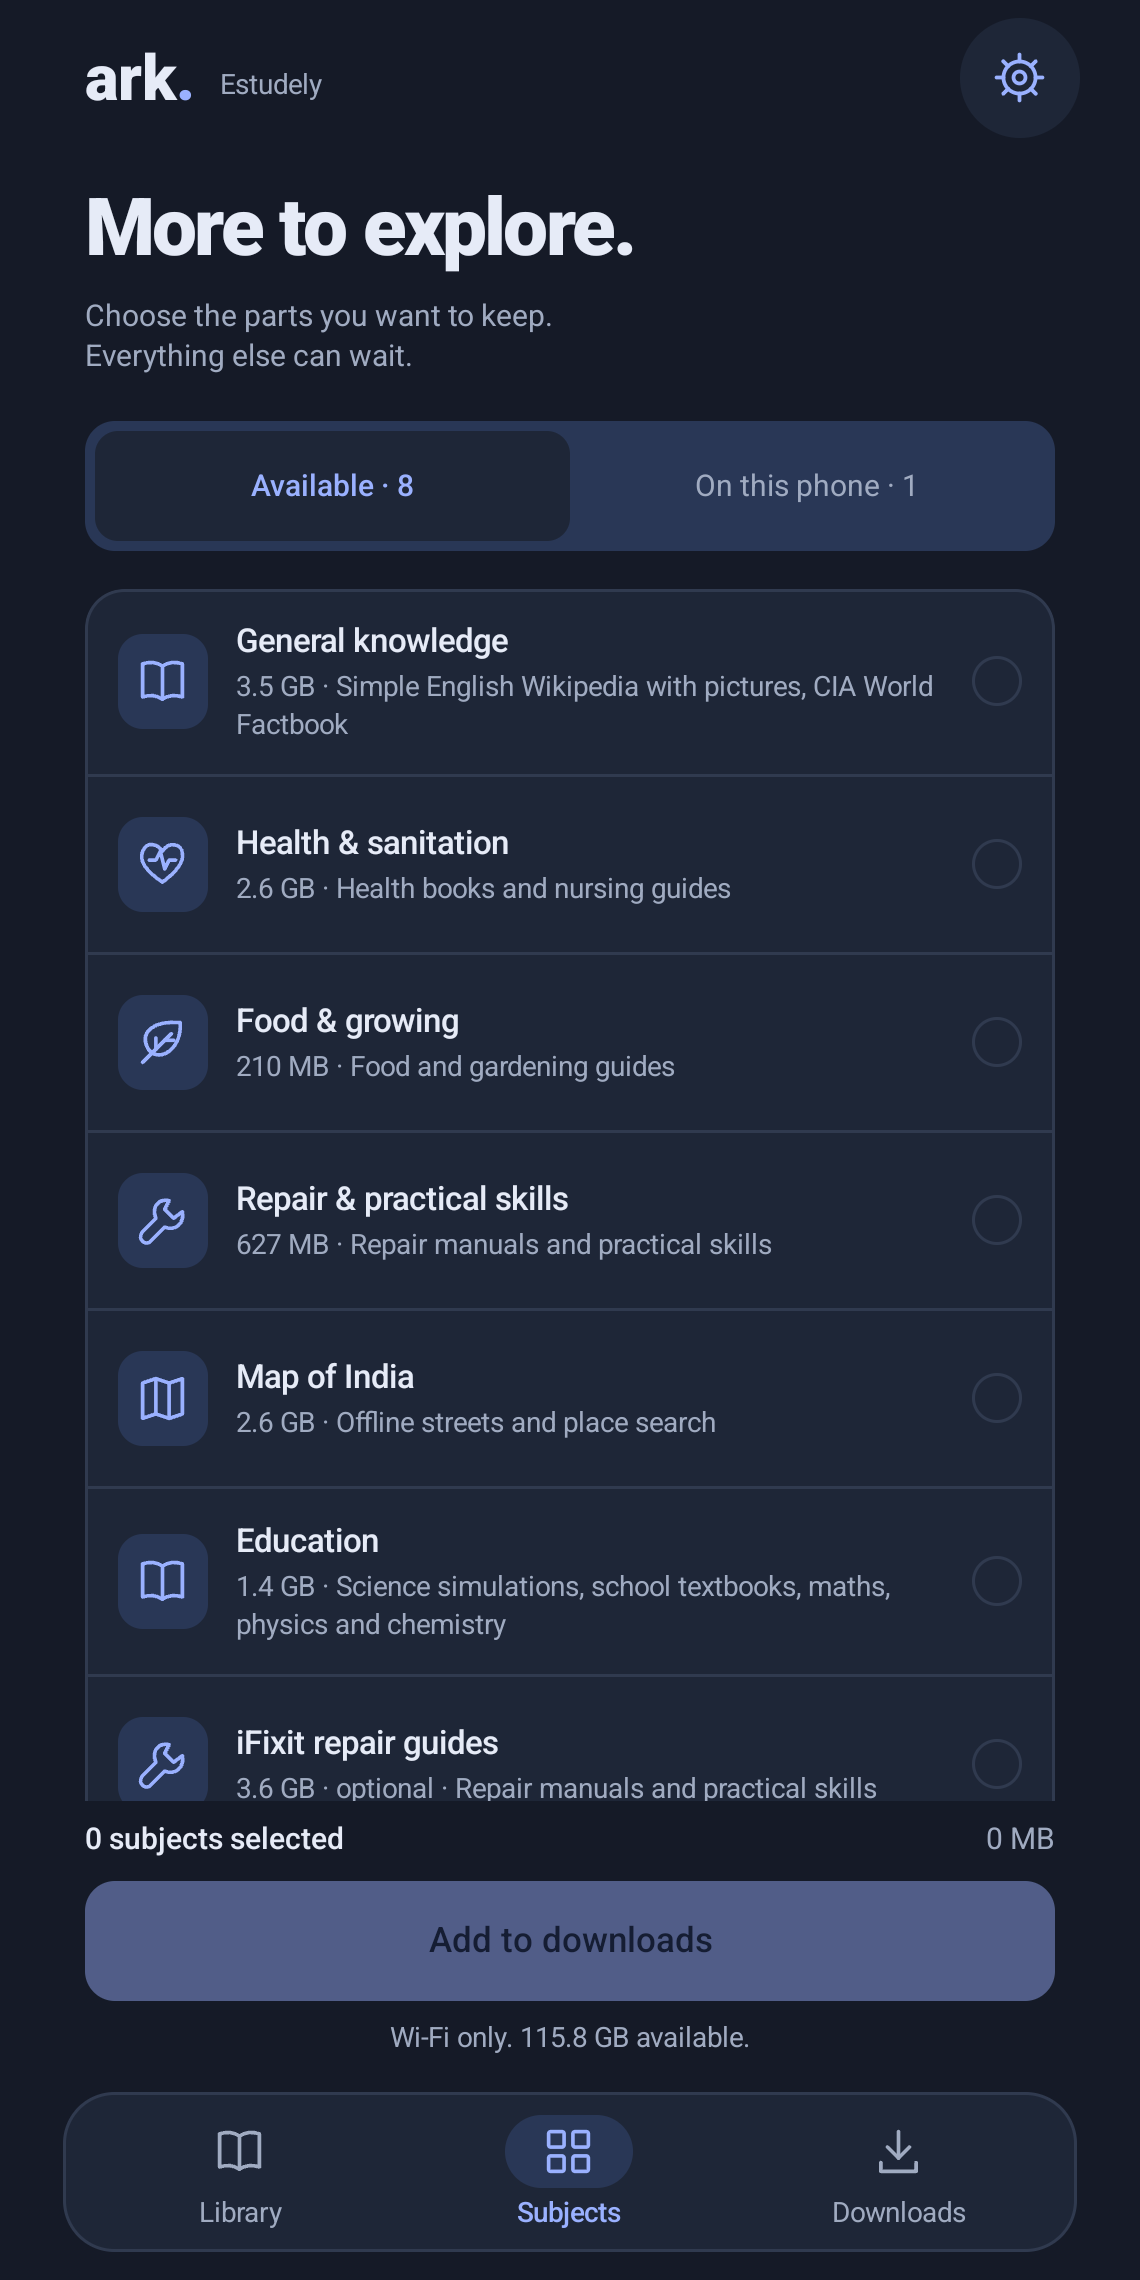 ark. Estudely
More to explore.
Choose the parts you want to keep.
Everything else can wait.
Available · 8
On this phone · 1
General knowledge
3.5 GB · Simple English Wikipedia with pictures, CIA World
Factbook
Health & sanitation
2.6 GB · Health books and nursing guides
Food & growing
210 MB · Food and gardening guides
Repair & practical skills
627 MB · Repair manuals and practical skills
Map of India
2.6 GB · Offline streets and place search
Education
1.4 GB · Science simulations, school textbooks, maths,
physics and chemistry
iFixit repair guides
3.6 GB · optional · Repair manuals and practical skills
0 subjects selected
0 MB
Add to downloads
Wi-Fi only. 115.8 GB available.
Library
Subjects
Downloads